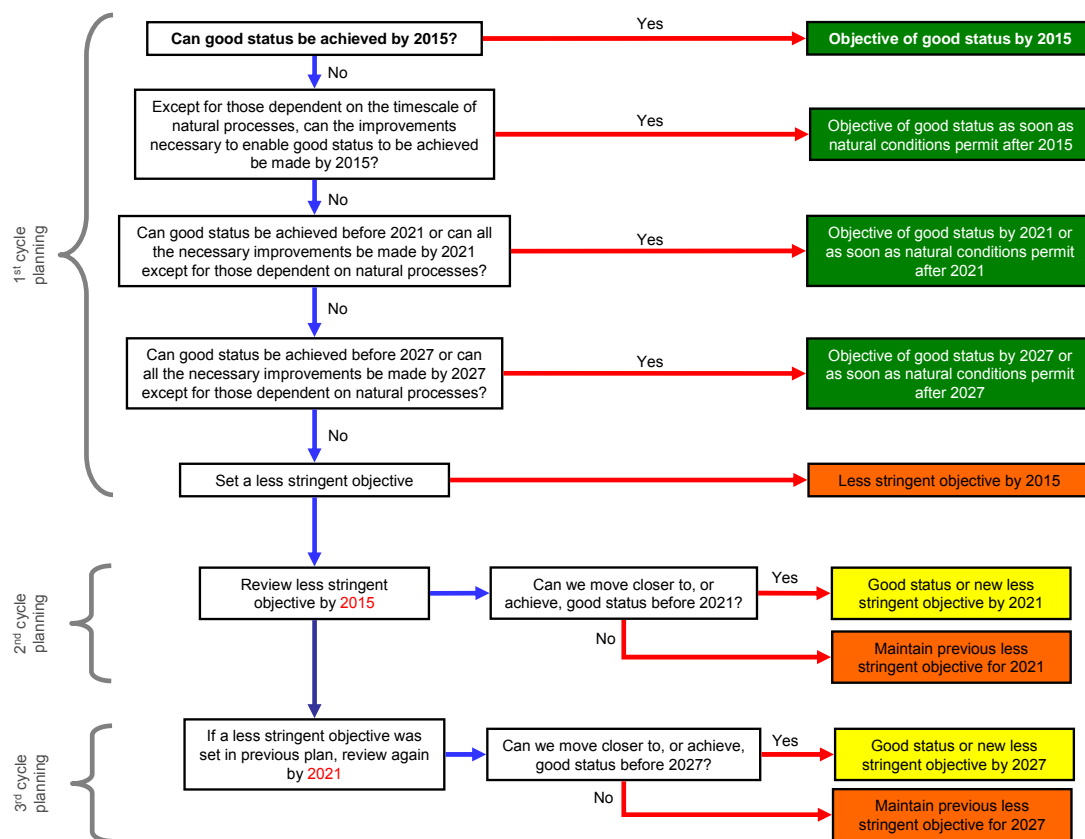 Can good status be achieved by 2015?
Yes
Objective of good status by 2015
No
Except for those dependent on the timescale of
natural processes, can the improvements
necessary to enable good status to be achieved
be made by 2015?
Yes
Objective of good status as soon as
natural conditions permit after 2015
No
1st cycle
planning
Can good status be achieved before 2021 or can all
the necessary improvements be made by 2021
except for those dependent on natural processes?
Yes
Objective of good status by 2021 or
as soon as natural conditions permit
after 2021
No
Can good status be achieved before 2027 or can
all the necessary improvements be made by 2027
except for those dependent on natural processes?
Yes
Objective of good status by 2027 or
as soon as natural conditions permit
after 2027
No
Set a less stringent objective
Less stringent objective by 2015
2nd cycle
planning
Review less stringent
objective by 2015
Can we move closer to, or
achieve, good status before 2021?
Yes
Good status or new less
stringent objective by 2021
No
Maintain previous less
stringent objective for 2021
3rd cycle
planning
If a less stringent objective was
set in previous plan, review again
by 2021
Can we move closer to, or achieve,
good status before 2027?
Yes
Good status or new less
stringent objective by 2027
No
Maintain previous less
stringent objective for 2027